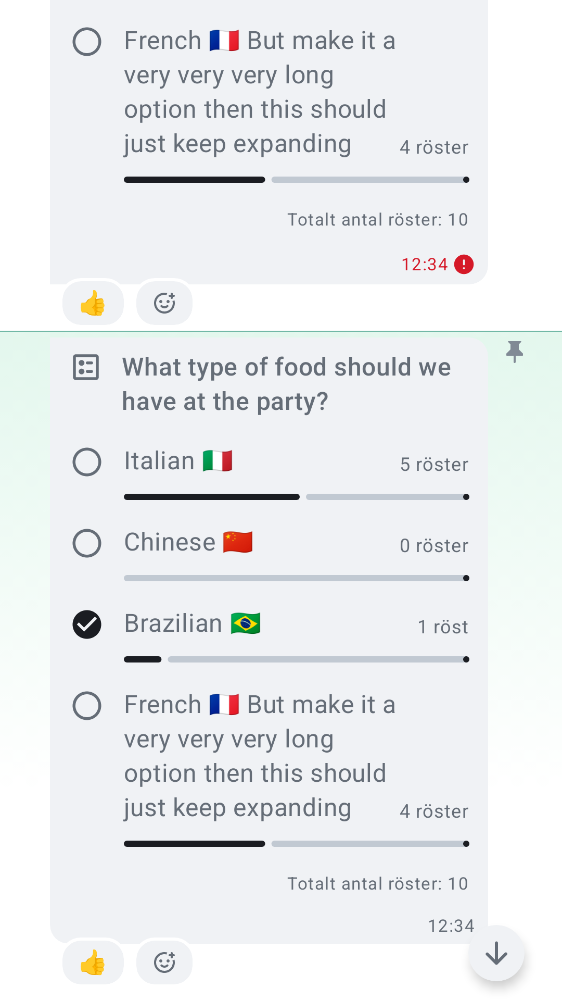 French 🇫🇷 But make it a
very very very long
option then this should
just keep expanding
4 röster
Totalt antal röster: 10
12:34
What type of food should we
have at the party?
Italian 🇮🇹
5 röster
Chinese 🇨🇳
0 röster
Brazilian 🇧🇷
1 röst
French 🇫🇷 But make it a
very very very long
option then this should
just keep expanding
4 röster
Totalt antal röster: 10
12:34